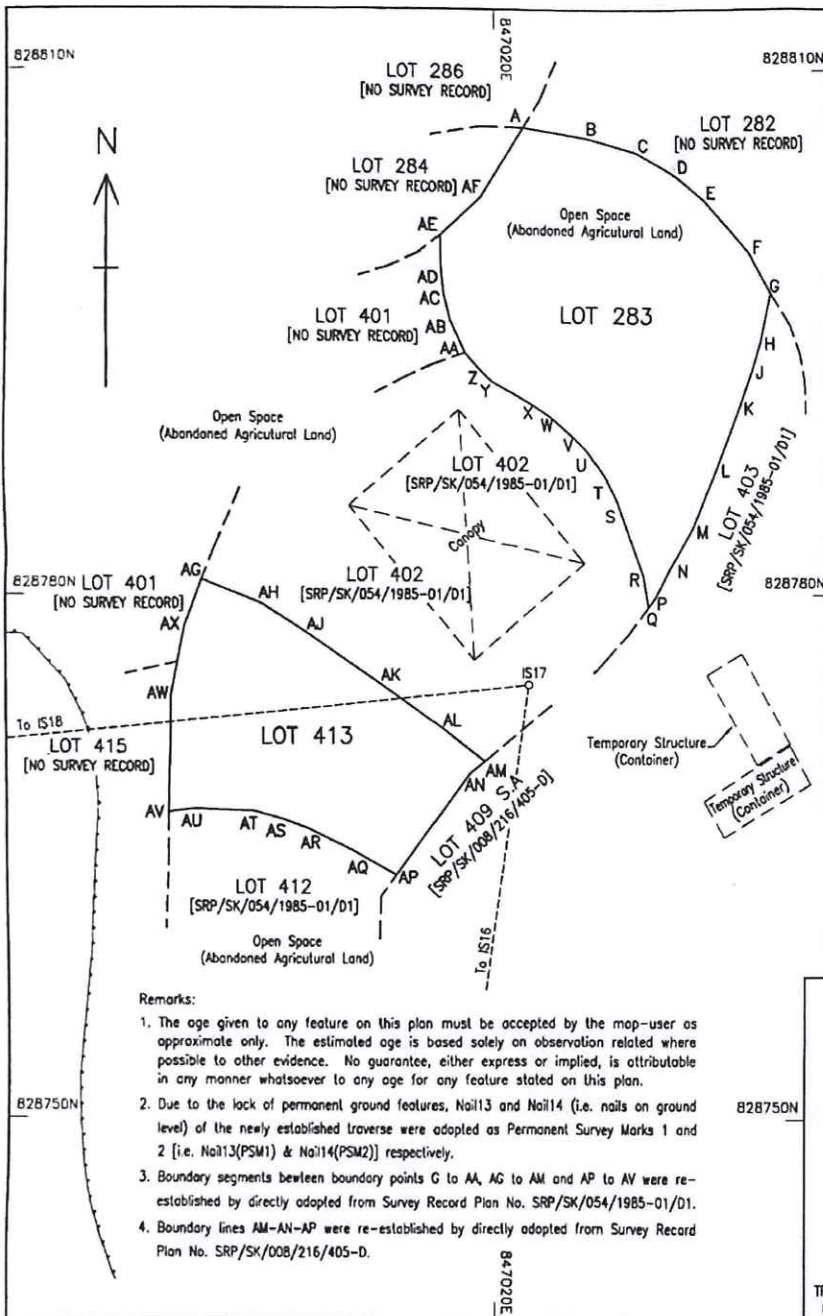 847020E
828810N
828810N
LOT 286
[NO SURVEY RECORD]
A
B
C
LOT 282
[NO SURVEY RECORD]
D
E
N
LOT 284
[NO SURVEY RECORD]
AF
AE
Open Space
(Abandoned Agricultural Land)
F
G
AD
AC
LOT 401
[NO SURVEY RECORD]
AB
AA
LOT 283
H
J
K
Z
Y
X
W
V
U
T
S
R
Q
P
N
M
L
Open Space
(Abandoned Agricultural Land)
LOT 402
[SRP/SK/054/1985-01/D1]
Canopy
LOT 403
[SRP/SK/054/1985-01/D1]
828780N
828780N
LOT 401
[NO SURVEY RECORD]
AG
AH
LOT 402
[SRP/SK/054/1985-01/D1]
AX
AJ
AK
AW
IS17
To IS18
LOT 413
AL
LOT 415
[NO SURVEY RECORD]
AM
AN
Temporary Structure
(Container)
Temporary Structure
(Container)
LOT 409 S.A
[SRP/SK/008/216/405-D]
AV
AU
AT
AS
AR
AQ
AP
LOT 412
[SRP/SK/054/1985-01/D1]
To IS16
Open Space
(Abandoned Agricultural Land)
Remarks:
1. The age given to any feature on this plan must be accepted by the map-user as
approximate only. The estimated age is based solely on observation related where
possible to other evidence. No guarantee, either express or implied, is attributable
in any manner whatsoever to any age for any feature stated on this plan.
2. Due to the lack of permanent ground features, Nail13 and Nail14 (i.e. nails on ground
level) of the newly established traverse were adopted as Permanent Survey Marks 1 and
2 [i.e. Nail13(PSM1) & Nail14(PSM2)] respectively.
3. Boundary segments bewteen boundary points G to AA, AG to AM and AP to AV were re-
established by directly adopted from Survey Record Plan No. SRP/SK/054/1985-01/D1.
4. Boundary lines AM-AN-AP were re-established by directly adopted from Survey Record
Plan No. SRP/SK/008/216/405-D.
828750N
847020E